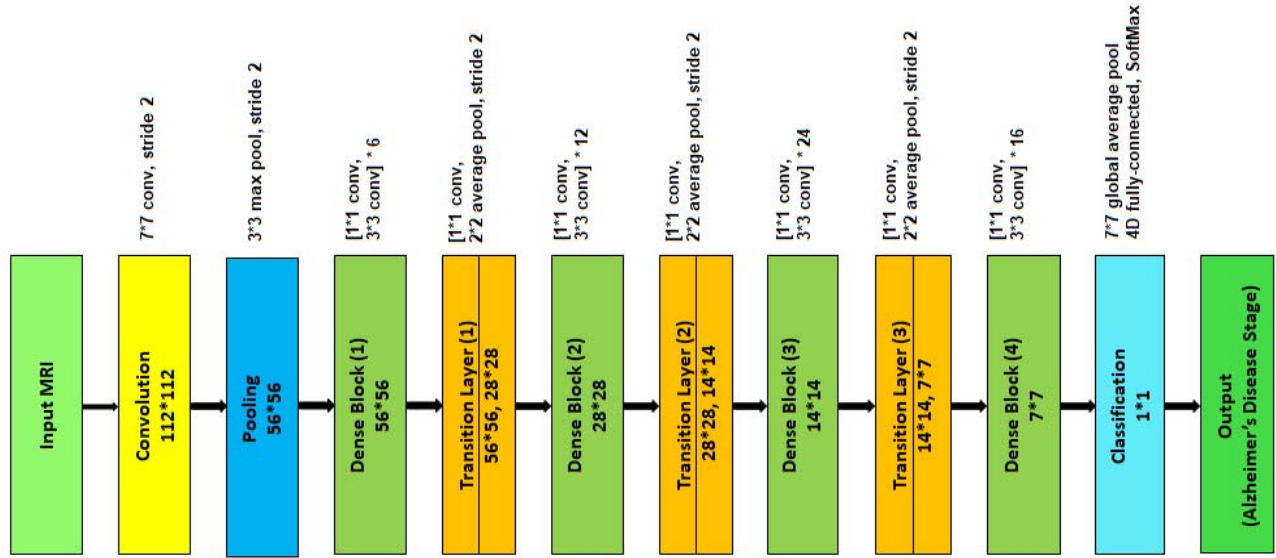 Input MRI
Convolution
112*112
7*7 conv, stride 2
Pooling
56*56
3*3 max pool, stride 2
Dense Block (1)
56*56
[1*1 conv,
3*3 conv] * 6
Transition Layer (1)
56*56, 28*28
[1*1 conv,
2*2 average pool, stride 2
Dense Block (2)
28*28
[1*1 conv,
3*3 conv] * 12
Transition Layer (2)
28*28, 14*14
[1*1 conv,
2*2 average pool, stride 2
Dense Block (3)
14*14
[1*1 conv,
3*3 conv] * 24
Transition Layer (3)
14*14, 7*7
[1*1 conv,
2*2 average pool, stride 2
Dense Block (4)
7*7
[1*1 conv,
3*3 conv] * 16
Classification
1*1
7*7 global average pool
4D fully-connected, SoftMax
Output
(Alzheimer's Disease Stage)